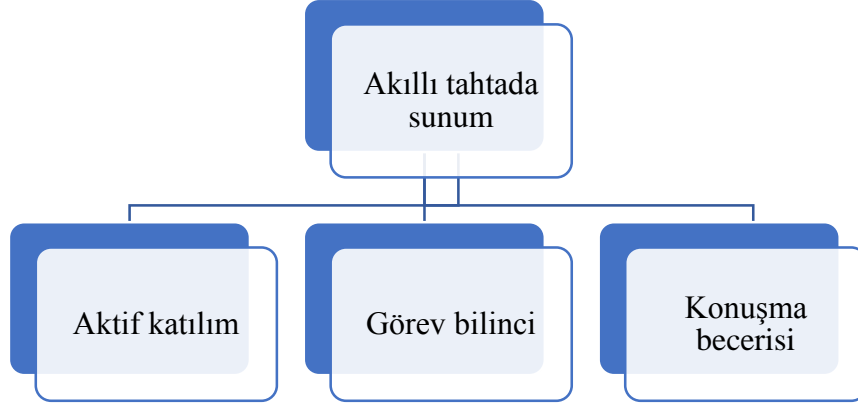 Akıllı tahtada
sunum
Aktif katılım
Görev bilinci
Konuşma
becerisi